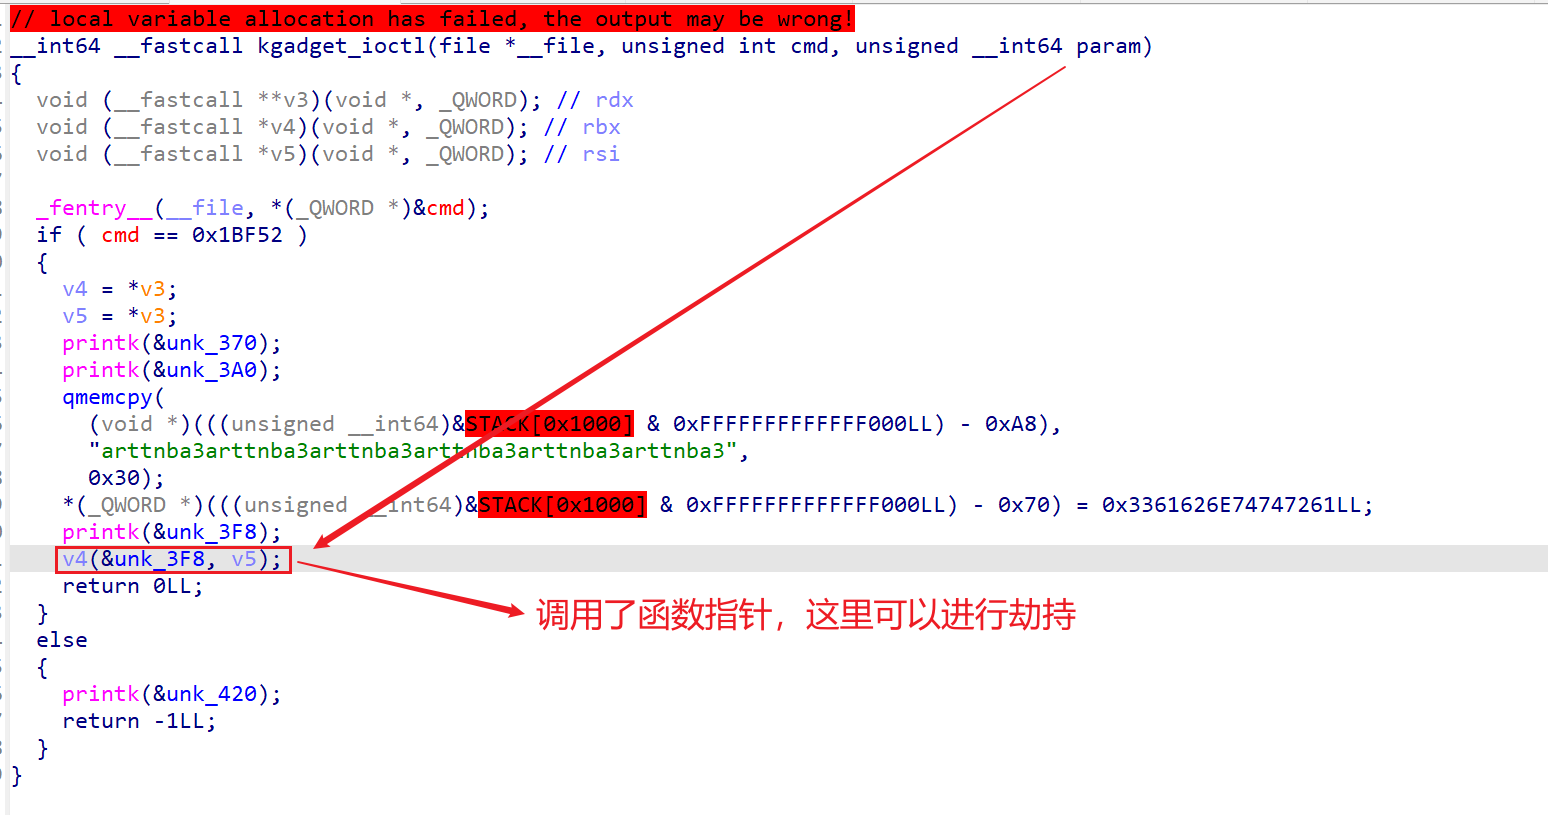 // local variable allocation has failed, the output may be wrong!
__int64 __fastcall kgadget_ioctl(file *__file, unsigned int cmd, unsigned __int64 param)
{
void (__fastcall **v3)(void *, _QWORD); // rdx
void (__fastcall *v4)(void *, _QWORD); // rbx
void (__fastcall *v5)(void *, _QWORD); // rsi
_fentry__(__file, *(_QWORD *)&cmd);
if ( cmd == 0x1BF52 )
{
v4 = *v3;
v5 = *v3;
printk(&unk_370);
printk(&unk_3A0);
qmemcpy(
(void *)(((unsigned __int64)&STACK[0x1000] & 0xFFFFFFFFFFFFF000LL) - 0xA8),
"arttnba3arttnba3arttnba3arttnba3arttnba3arttnba3",
0x30);
*(_QWORD *)(((unsigned __int64)&STACK[0x1000] & 0xFFFFFFFFFFFFF000LL) - 0x70) = 0x3361626E74747261LL;
printk(&unk_3F8);
v4(&unk_3F8, v5);
return 0LL;
调用了函数指针，这里可以进行劫持
}
else
{
printk(&unk_420);
return -1LL;
}
}